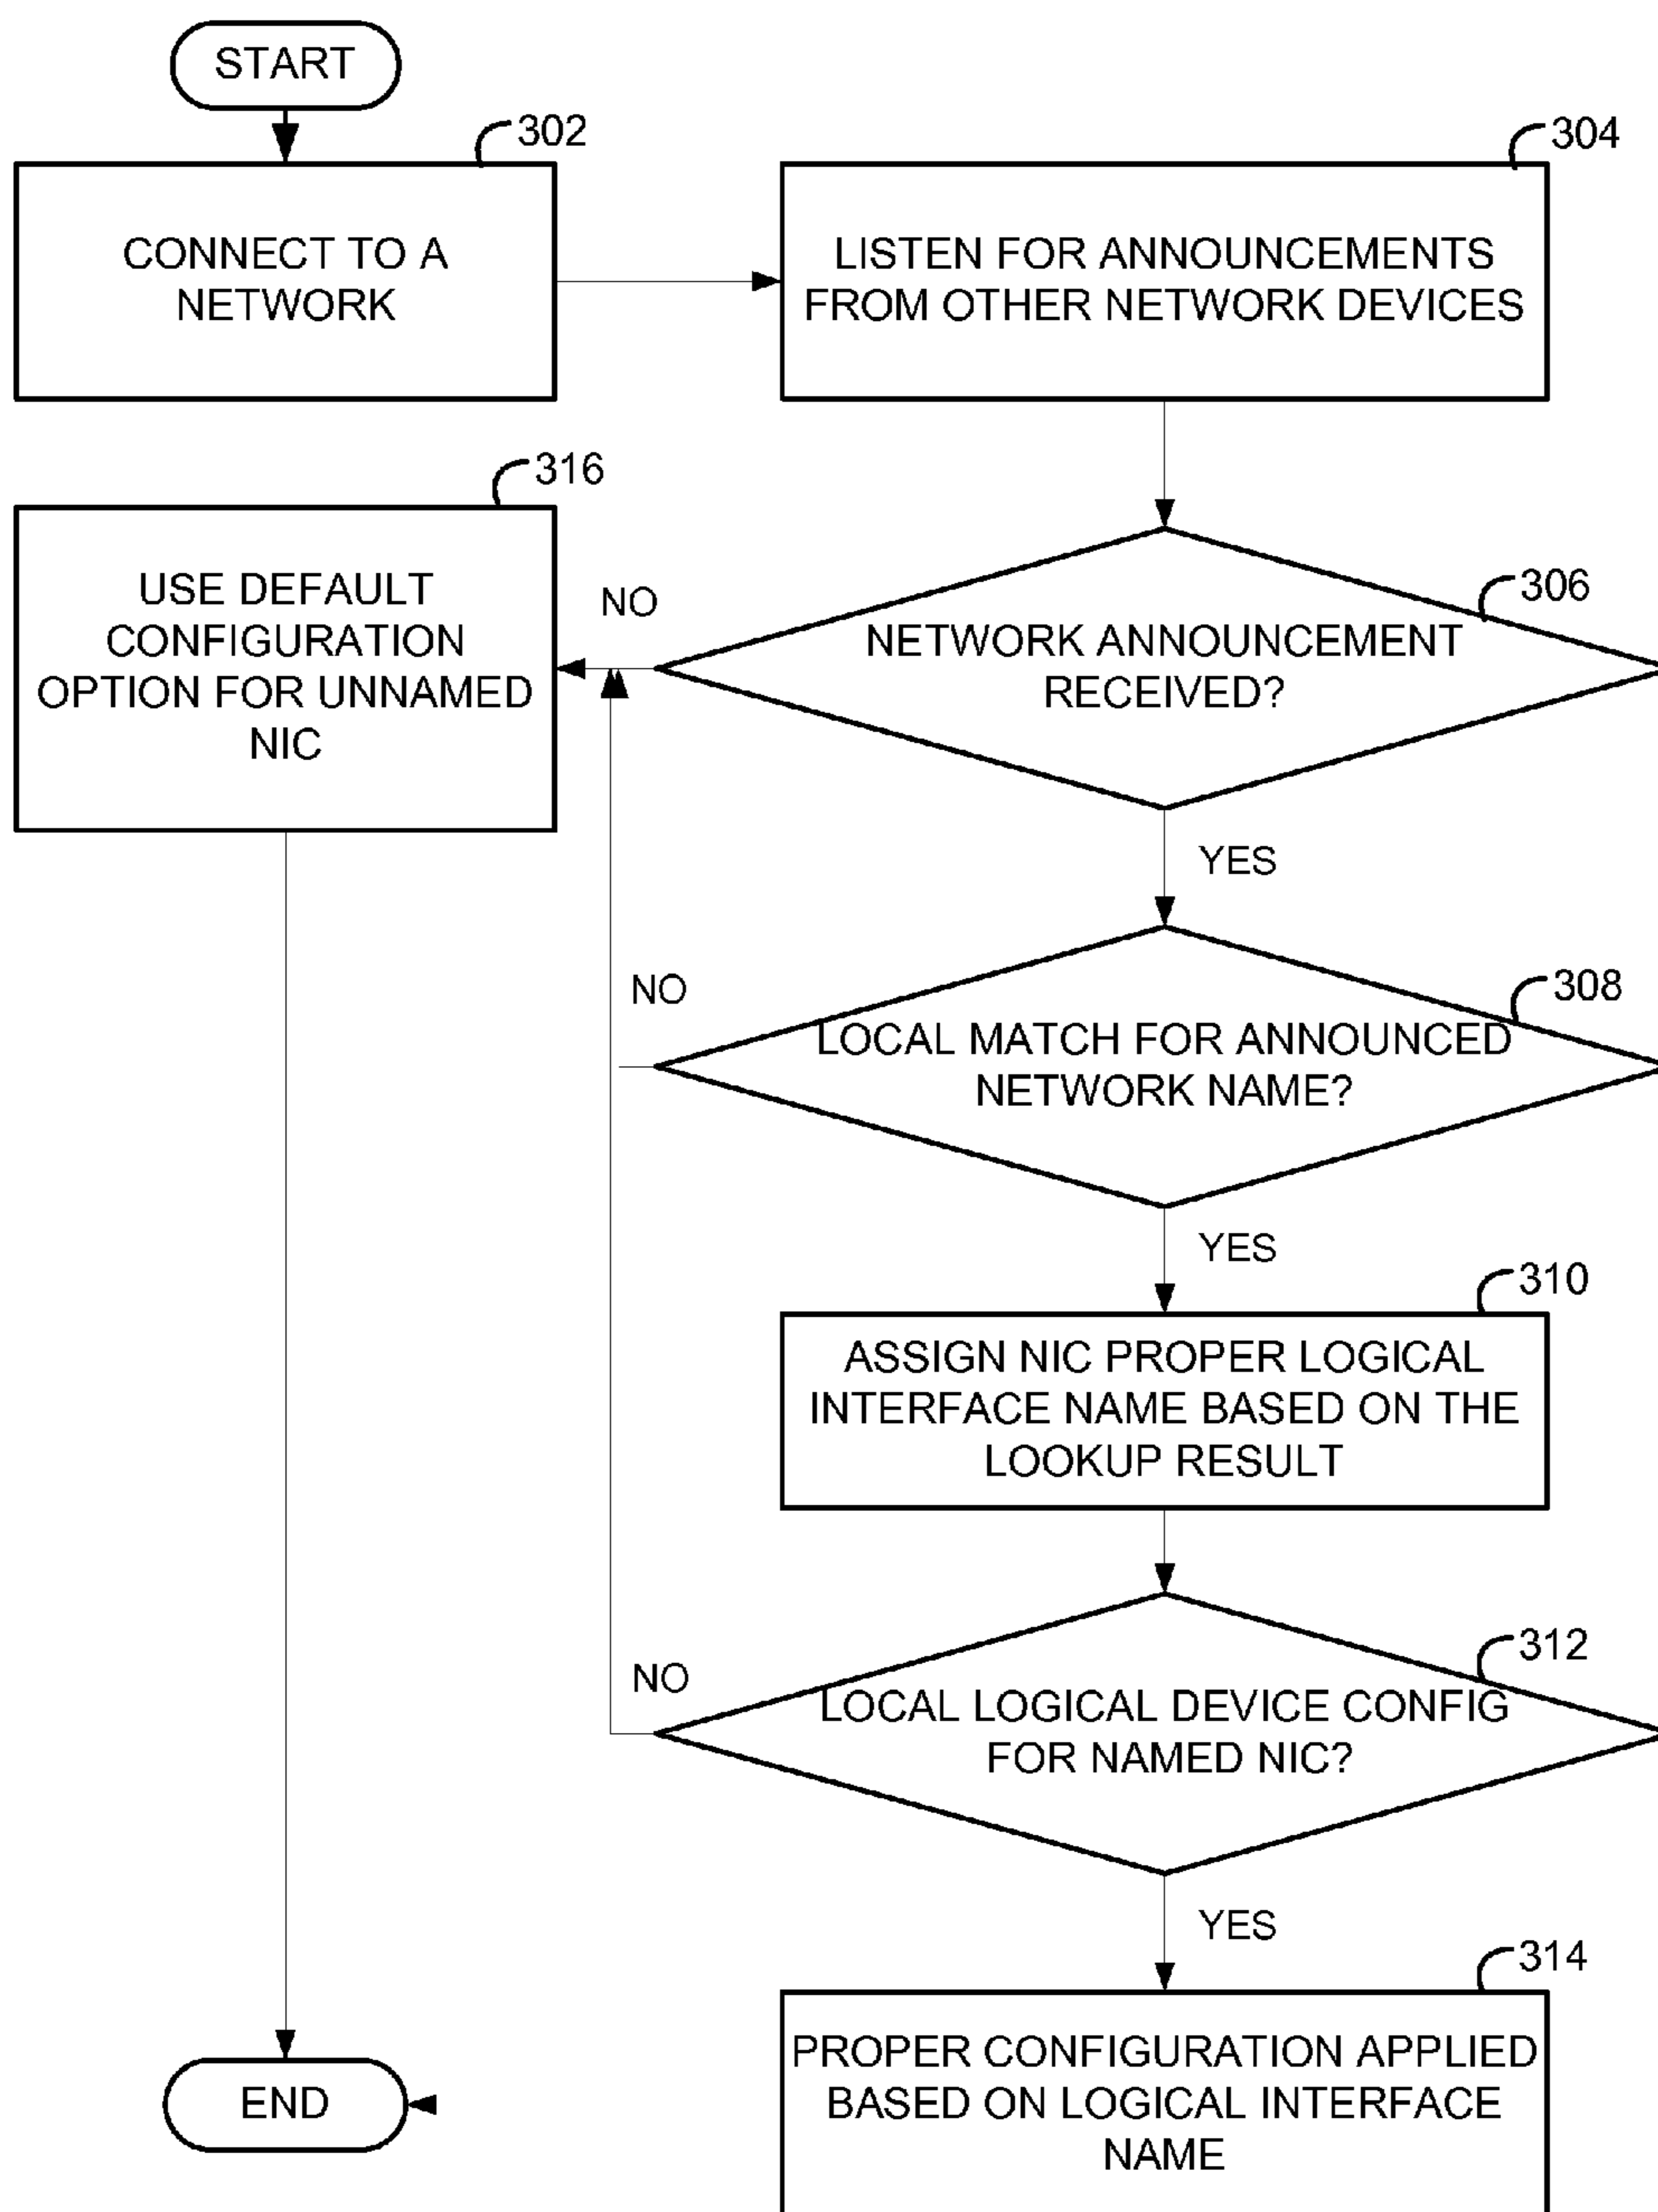 START
302
CONNECT TO A
NETWORK
304
LISTEN FOR ANNOUNCEMENTS
FROM OTHER NETWORK DEVICES
316
USE DEFAULT
CONFIGURATION
OPTION FOR UNNAMED
NIC
NO
306
NETWORK ANNOUNCEMENT
RECEIVED?
YES
NO
308
LOCAL MATCH FOR ANNOUNCED
NETWORK NAME?
YES
310
ASSIGN NIC PROPER LOGICAL
INTERFACE NAME BASED ON THE
LOOKUP RESULT
NO
312
LOCAL LOGICAL DEVICE CONFIG
FOR NAMED NIC?
YES
314
PROPER CONFIGURATION APPLIED
BASED ON LOGICAL INTERFACE
NAME
END